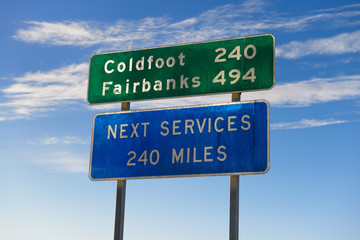 Coldfoot 240
Fairbanks 494
NEXT SERVICES
240 MILES